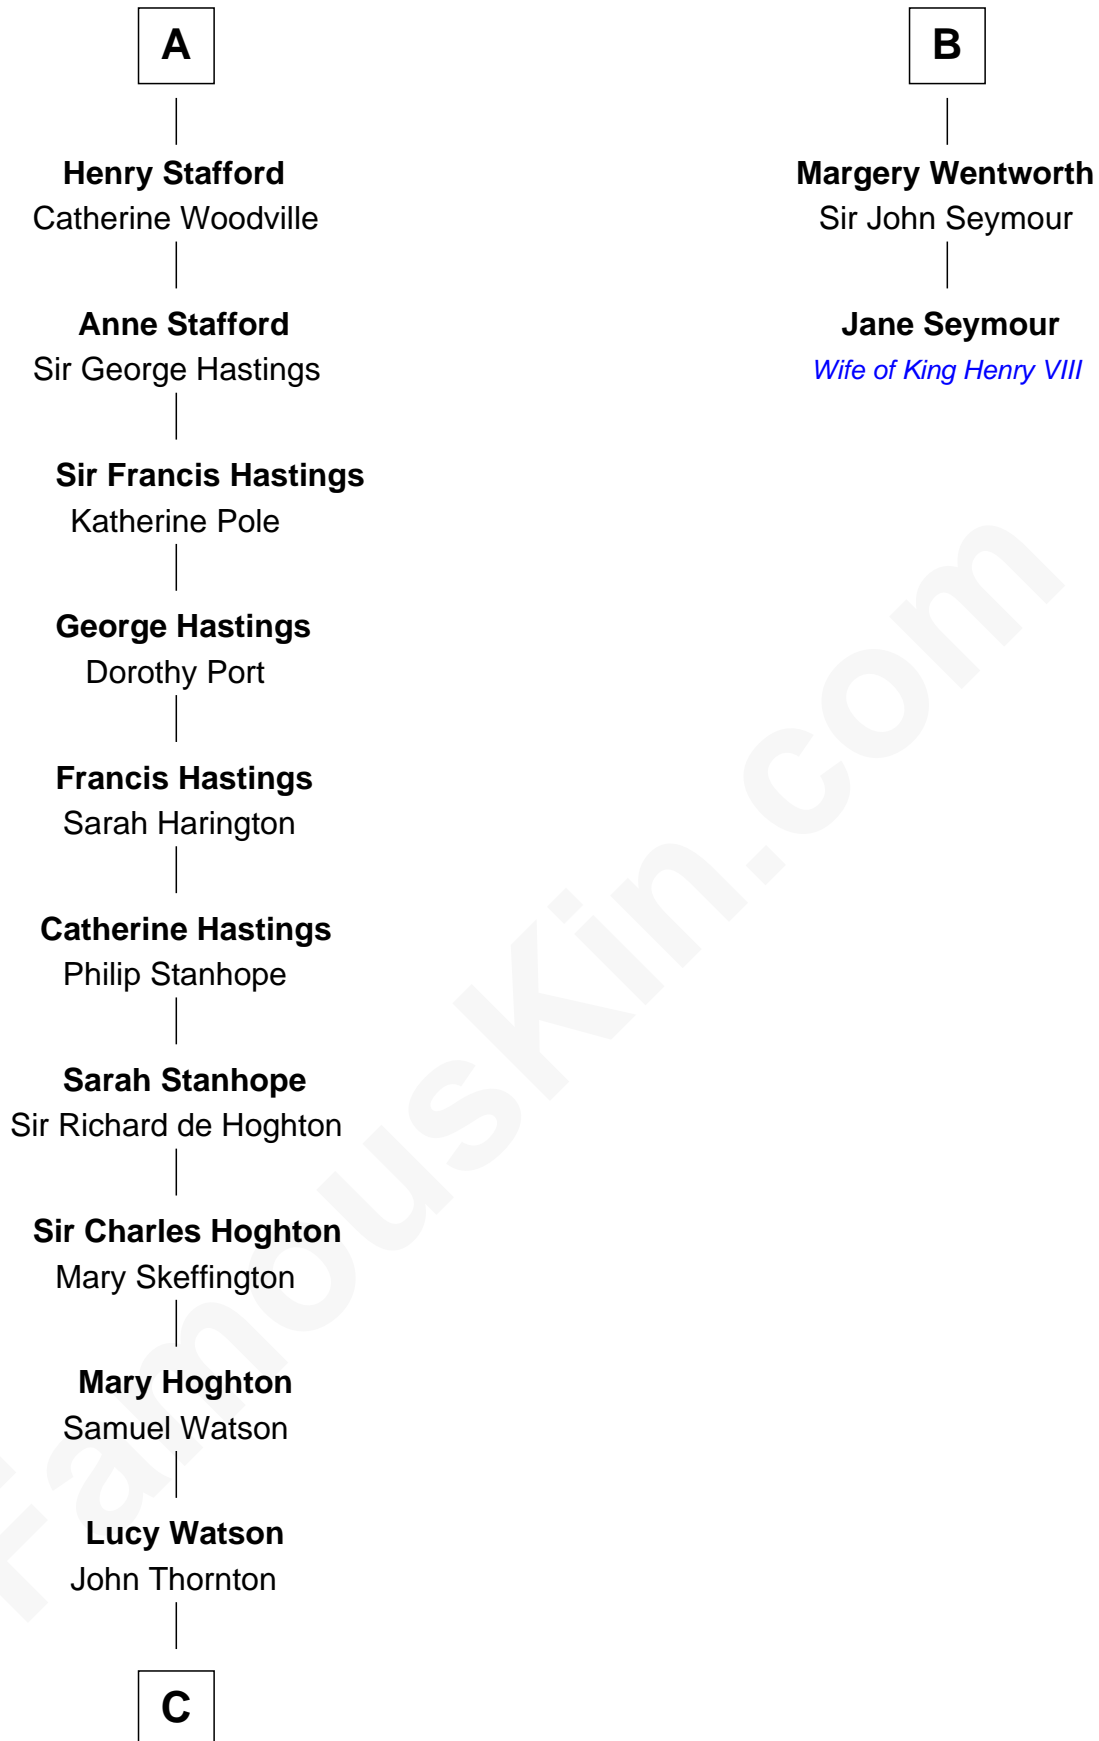 A
Henry Stafford
Catherine Woodville
Anne Stafford
Sir George Hastings
Sir Francis Hastings
Katherine Pole
George Hastings
Dorothy Port
Francis Hastings
Sarah Harington
Catherine Hastings
Philip Stanhope
Sarah Stanhope
Sir Richard de Hoghton
Sir Charles Hoghton
Mary Skeffington
Mary Hoghton
Samuel Watson
Lucy Watson
John Thornton
C
B
Margery Wentworth
Sir John Seymour
Jane Seymour
Wife of King Henry VIII
FamousKin.com